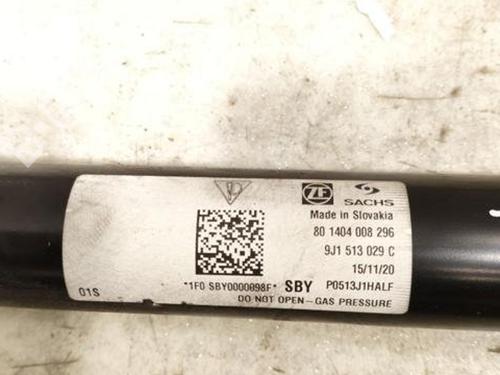 ZF SACHS
Made in Slovakia
80 1404 008 296
9J1 513 029 C
15/11/20
*1F0 SBY0000098F* SBY P0513J1HALF
01S DO NOT OPEN-GAS PRESSURE